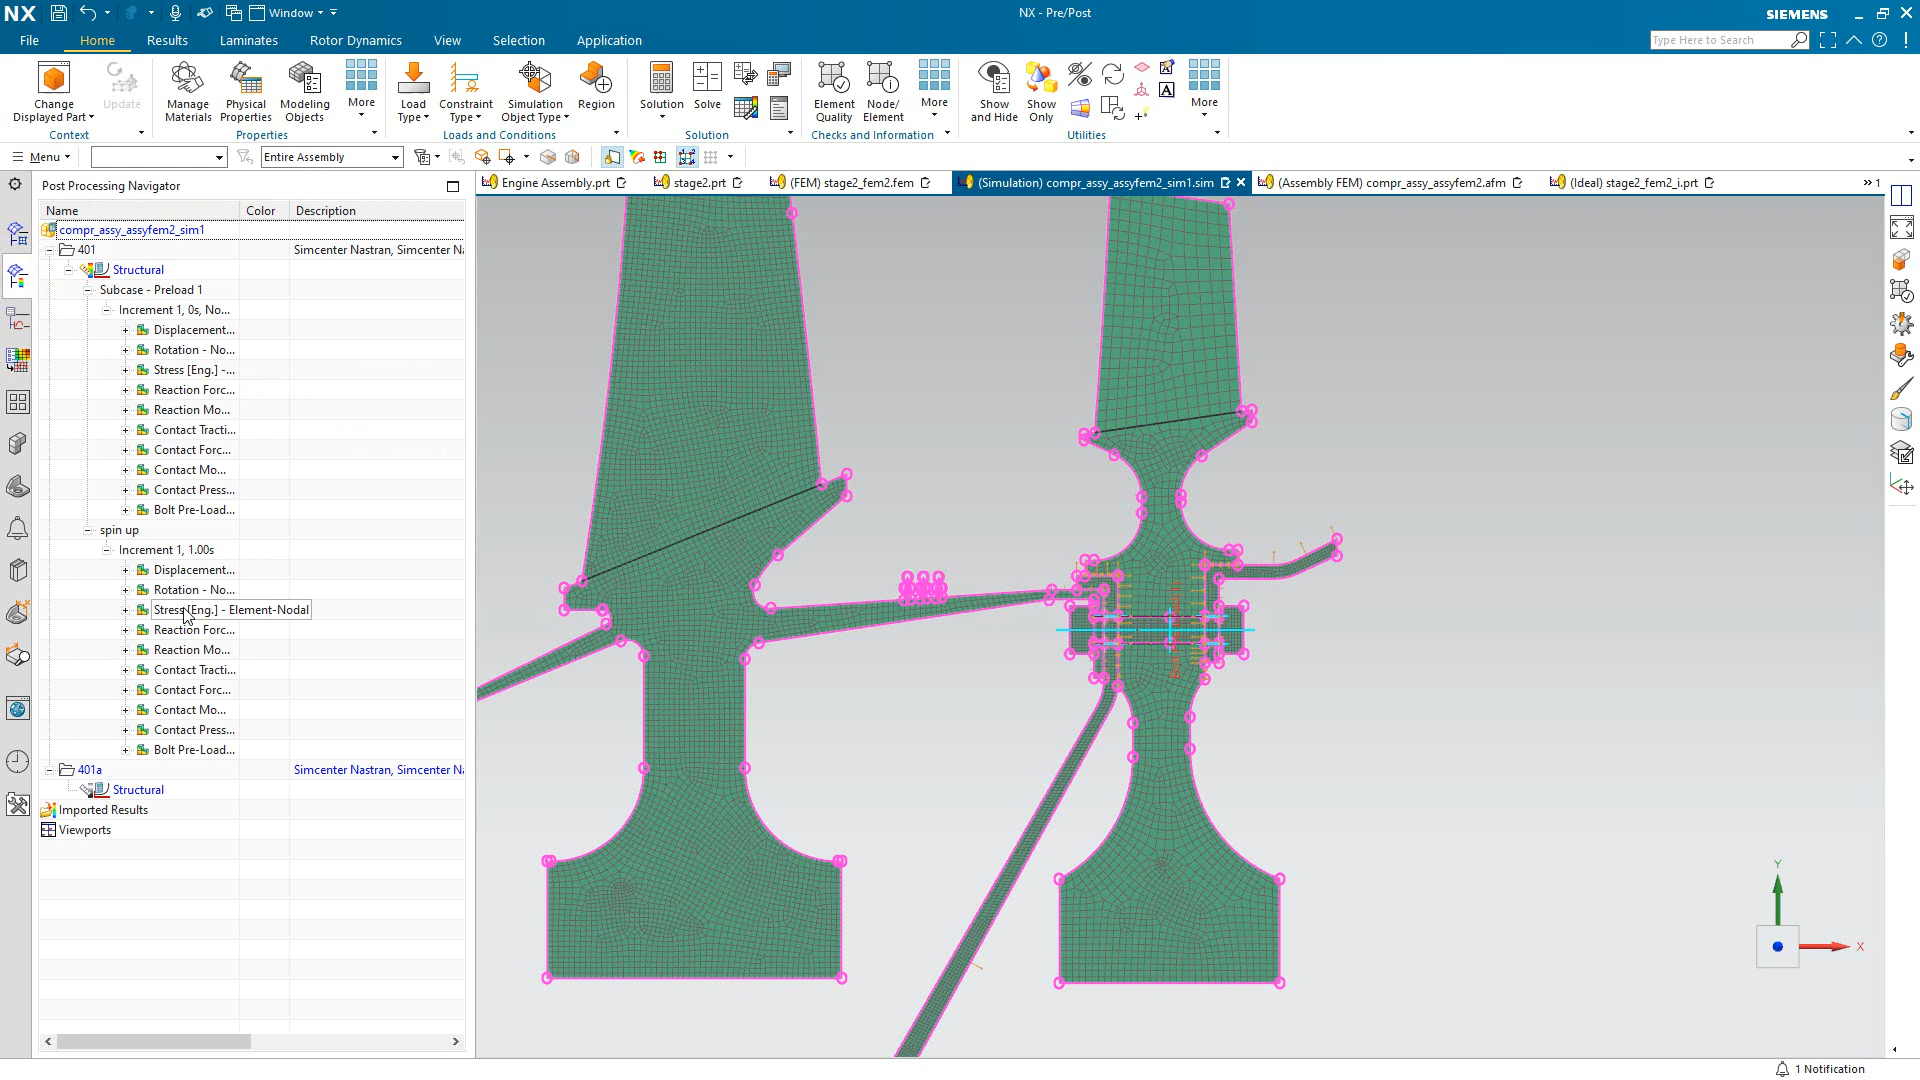 NX
Window
NX - Pre/Post
SIEMENS
File
Home
Results
Laminates
Rotor Dynamics
View
Selection
Application
Type Here to Search
Change
Displayed Part
Update
Manage
Materials
Physical
Properties
Modeling
Objects
More
Load
Type
Constraint
Type
Simulation
Object Type
Region
Solution
Solve
Element
Quality
Node/
Element
More
Show
and Hide
Show
Only
More
Context
Properties
Loads and Conditions
Solution
Checks and Information
Utilities
Menu
Entire Assembly
Post Processing Navigator
Engine Assembly.prt
stage2.prt
(FEM) stage2_fem2.fem
(Simulation) compr_assy_assyfem2_sim1.sim
(Assembly FEM) compr_assy_assyfem2.afm
(Ideal) stage2_fem2_i.prt
1
Name
Color
Description
compr_assy_assyfem2_sim1
401
Simcenter Nastran, Simcenter Na
Structural
Subcase - Preload 1
Increment 1, 0s, No...
Displacement...
Rotation - No...
Stress [Eng.] -...
Reaction Forc...
Reaction Mo...
Contact Tracti...
Contact Forc...
Contact Mo...
Contact Press...
Bolt Pre-Load...
spin up
Increment 1, 1.00s
Displacement...
Rotation - No...
Stress [Eng.] - Element-Nodal
Reaction Forc...
Reaction Mo...
Contact Tracti...
Contact Forc...
Contact Mo...
Contact Press...
Bolt Pre-Load...
401a
Simcenter Nastran, Simcenter Na
Structural
Imported Results
Viewports
Y
X
1 Notification